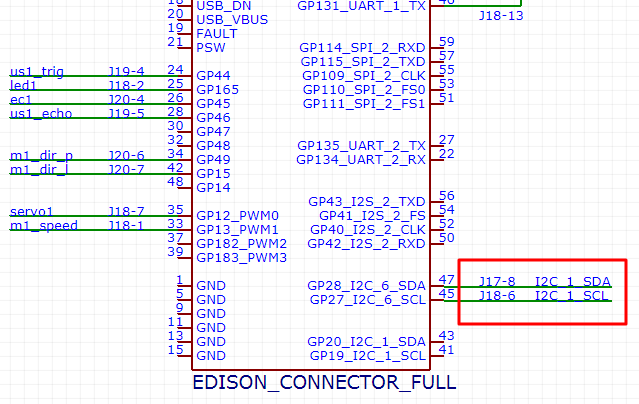 18 USB_DN GP131_UART_1_TX 46 J18-13
20 USB_VBUS
19 FAULT
21 PSW GP114_SPI_2_RXD 59
GP115_SPI_2_TXD 57
us1_trig J19-4 24 GP44 GP109_SPI_2_CLK 55
led1 J18-2 25 GP165 GP110_SPI_2_FS0 53
ec1 J20-4 26 GP45 GP111_SPI_2_FS1 51
us1_echo J19-5 28 GP46
30 GP47
32 GP48 GP135_UART_2_TX 27
m1_dir_p J20-6 34 GP49 GP134_UART_2_RX 22
m1_dir_l J20-7 42 GP15
48 GP14
GP43_I2S_2_TXD 56
servo1 J18-7 35 GP12_PWM0 GP41_I2S_2_FS 54
m1_speed J18-1 33 GP13_PWM1 GP40_I2S_2_CLK 52
37 GP182_PWM2 GP42_I2S_2_RXD 50
39 GP183_PWM3
1 GND GP28_I2C_6_SDA 47 J17-8 I2C_1_SDA
5 GND GP27_I2C_6_SCL 45 J18-6 I2C_1_SCL
9 GND
11 GND
13 GND GP20_I2C_1_SDA 43
15 GND GP19_I2C_1_SCL 41
EDISON_CONNECTOR_FULL